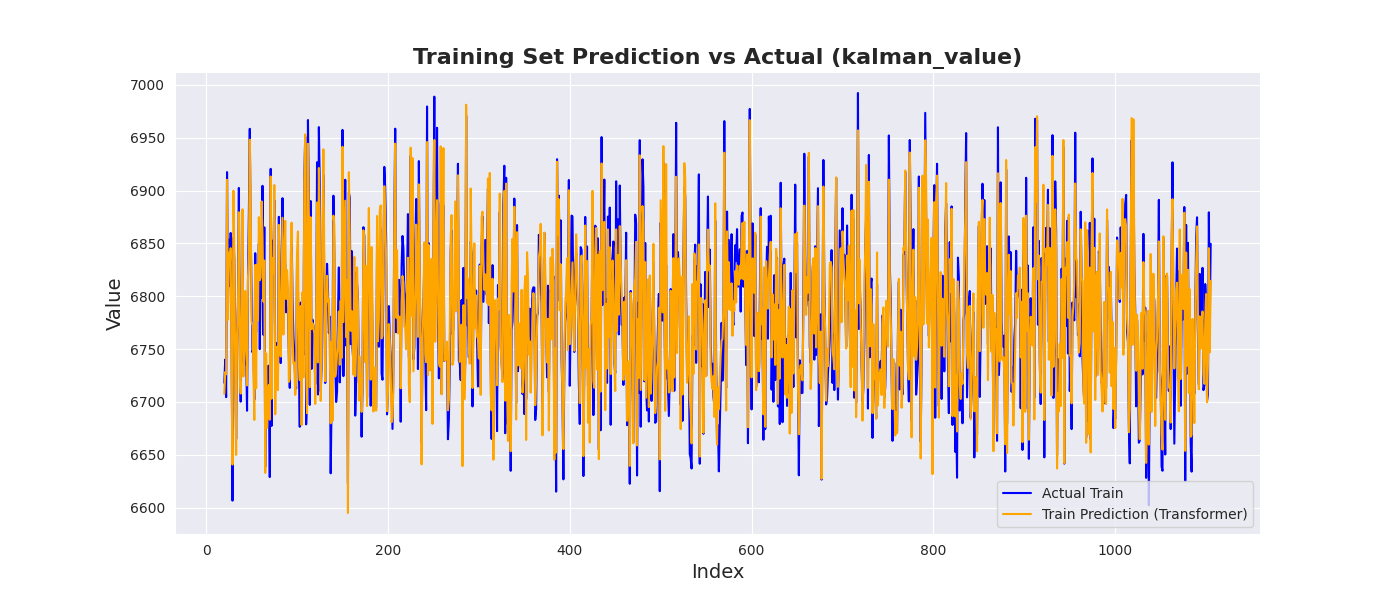 Training Set Prediction vs Actual (kalman_value)
7000
6950
6900
6850
6800
6750
6700
6650
6600
Value
0 200 400 600 800 1000
Index
Actual Train
Train Prediction (Transformer)